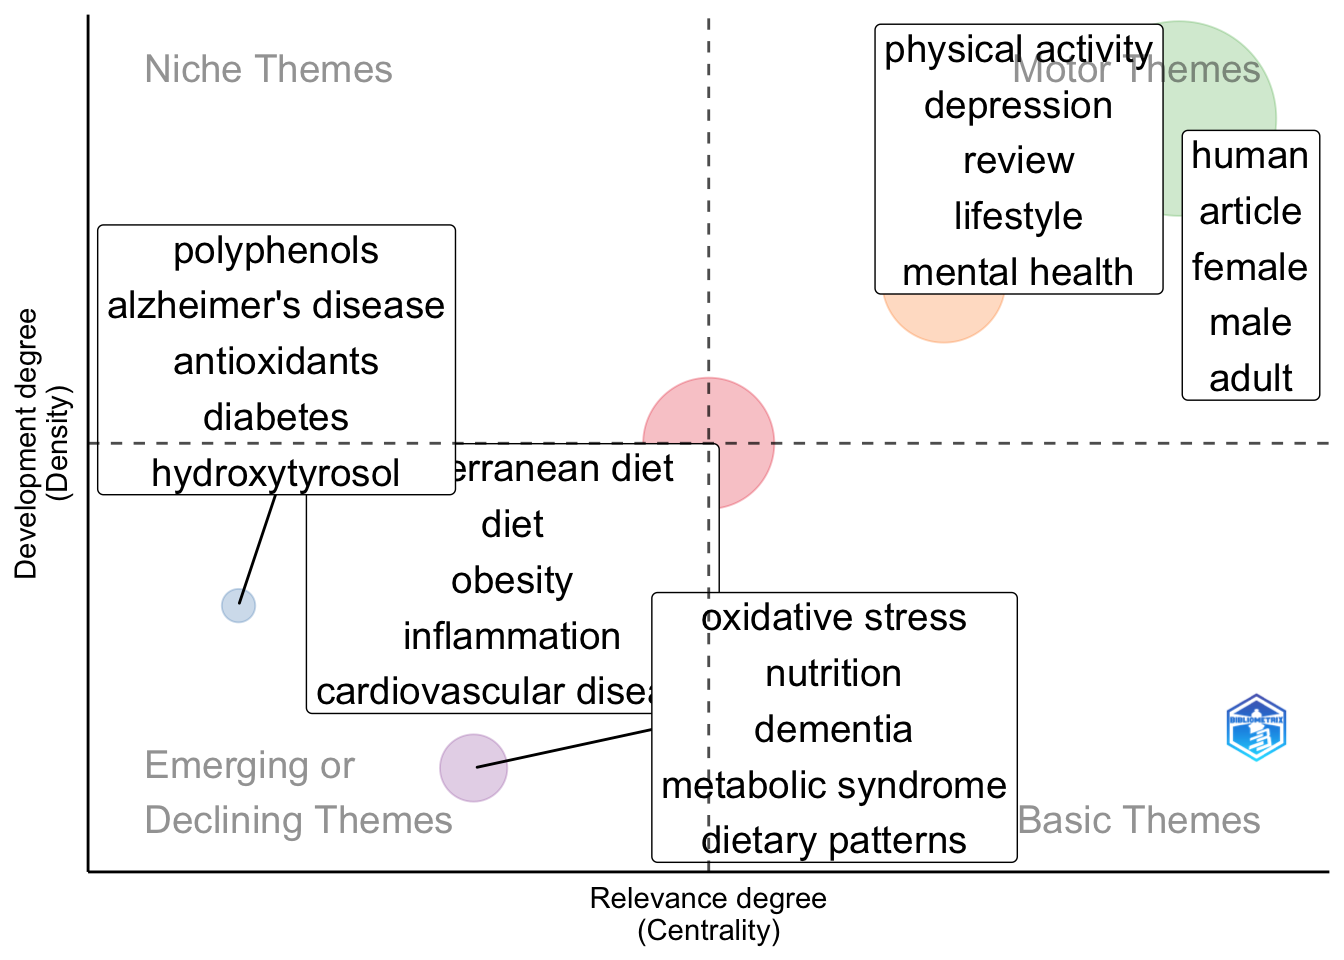 Niche Themes
Motor Themes
physical activity
depression
review
lifestyle
mental health
human
article
female
male
adult
polyphenols
alzheimer's disease
antioxidants
diabetes
hydroxytyrosol
erranean diet
diet
obesity
inflammation
cardiovascular disea
oxidative stress
nutrition
dementia
metabolic syndrome
dietary patterns
Emerging or
Declining Themes
Basic Themes
BIBLIOMETRIX
Development degree
(Density)
Relevance degree
(Centrality)